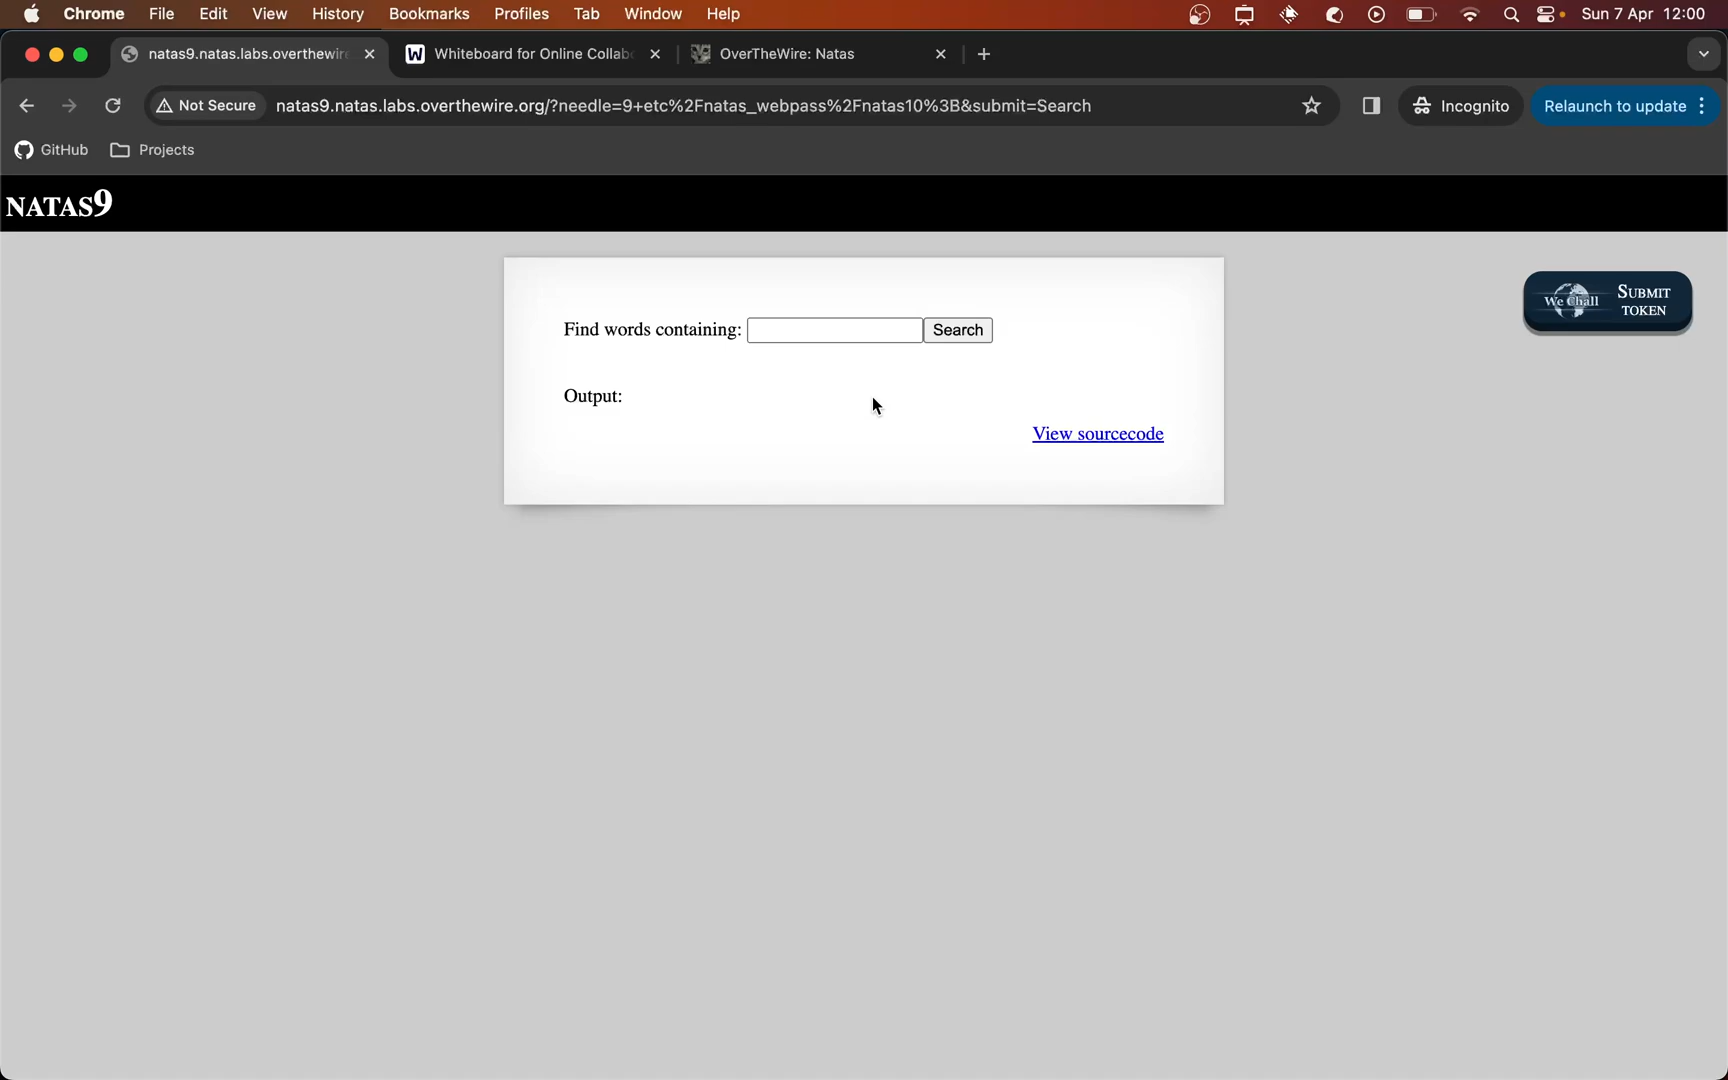 Chrome File Edit View History Bookmarks Profiles Tab Window Help Sun 7 Apr 12:00
natas9.natas.labs.overthewire Whiteboard for Online Collab OverTheWire: Natas
Not Secure natas9.natas.labs.overthewire.org/?needle=9+etc%2Fnatas_webpass%2Fnatas10%3B&submit=Search Incognito Relaunch to update
GitHub Projects
NATAS9
We Chall SUBMIT TOKEN
Find words containing: Search
Output:
View sourcecode